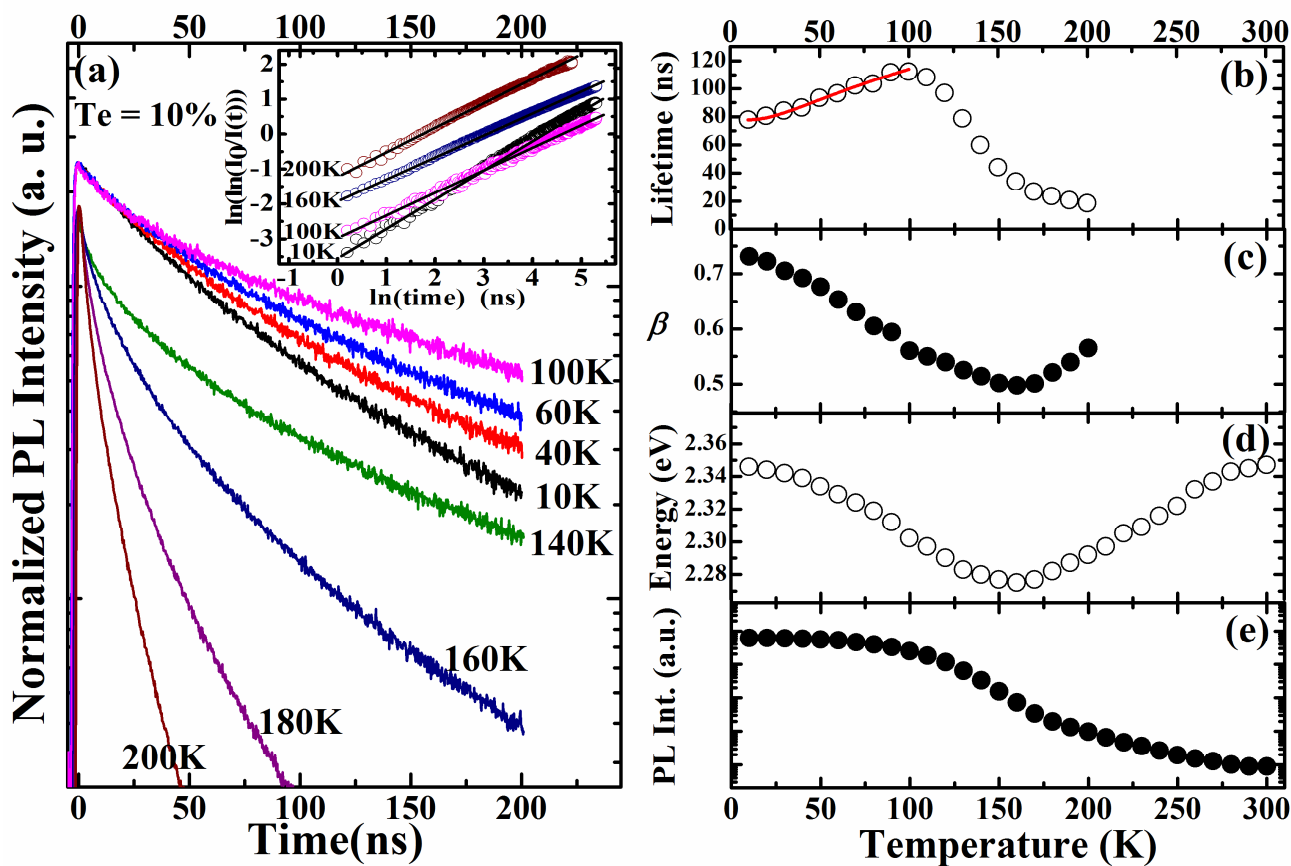 0 50 100 150 200
(a)
Te = 10%
2
1
0
-1
-2
-3
ln(ln(I0/I(t)))
200K
160K
100K
10K
-1 0 1 2 3 4 5
ln(time) (ns)
100K
60K
40K
10K
140K
160K
180K
200K
Normalized PL Intensity (a. u.)
0 50 100 150 200
Time(ns)
0 50 100 150 200 250 300
(b)
120
100
80
60
40
20
0
Lifetime (ns)
(c)
0.7
0.6
0.5
β
(d)
2.36
2.34
2.32
2.30
2.28
Energy (eV)
(e)
PL Int. (a.u.)
0 50 100 150 200 250 300
Temperature (K)